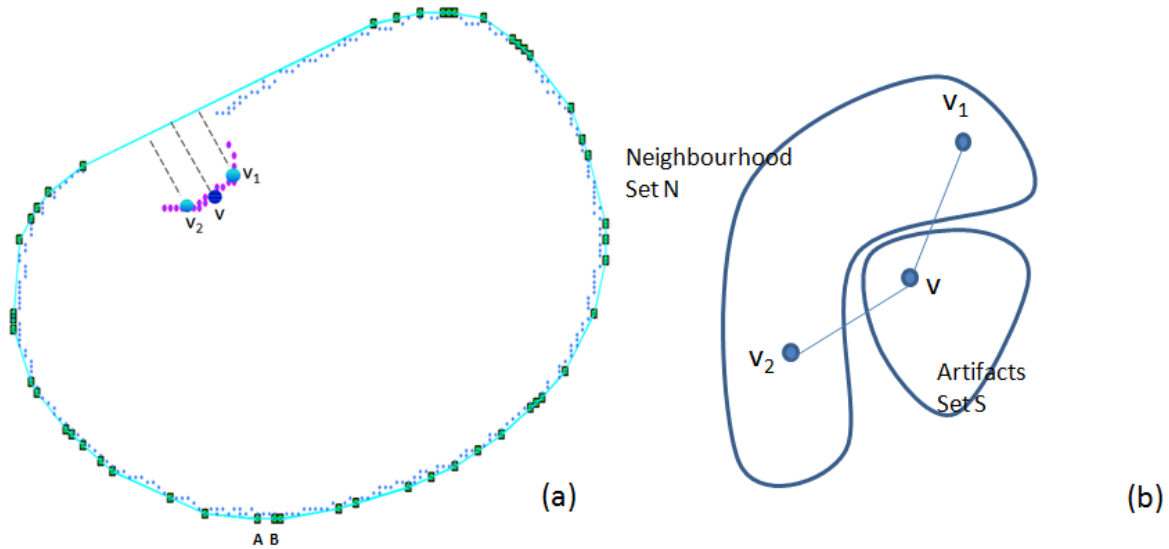 v₁
v
v₂
A B
(a)
Neighbourhood
Set N
v₁
v
v₂
Artifacts
Set S
(b)